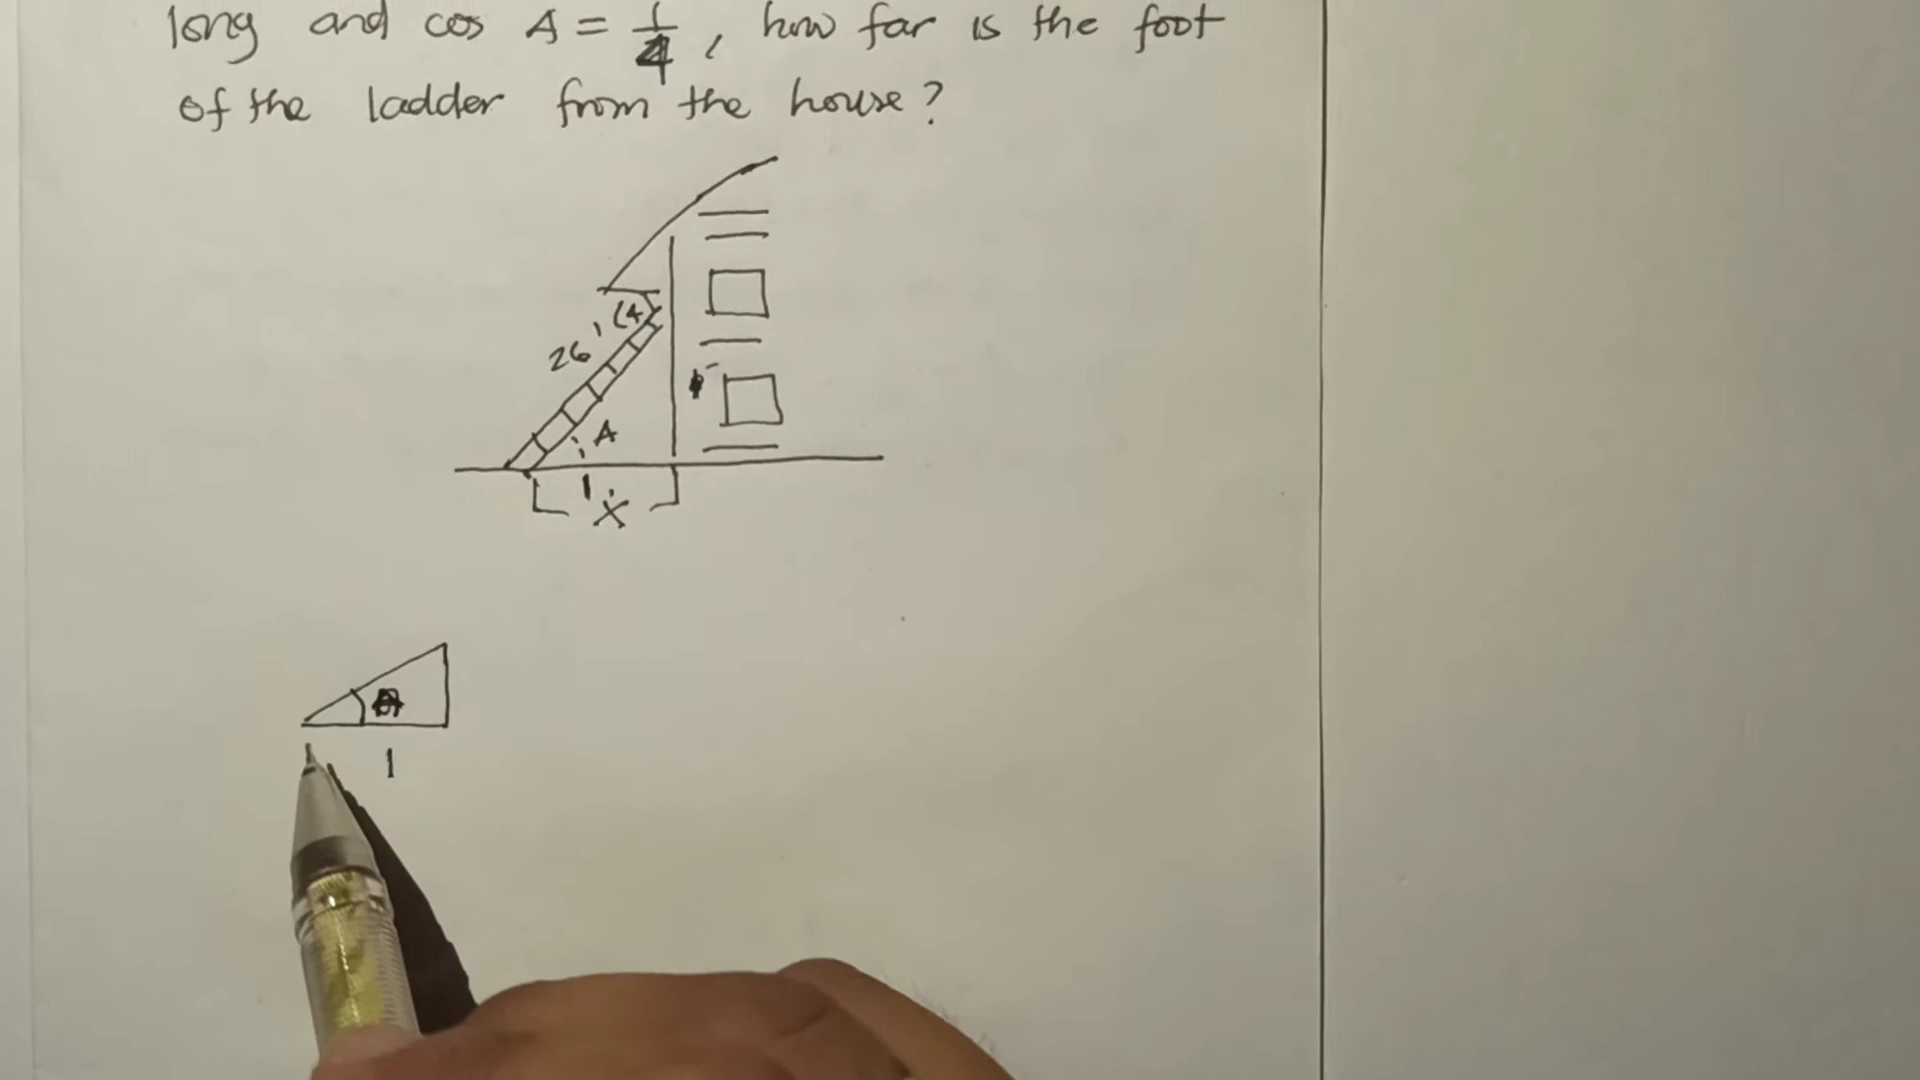 long and cos A = 1/4, how far is the foot
of the ladder from the house?
26' (4
A
1
x
1